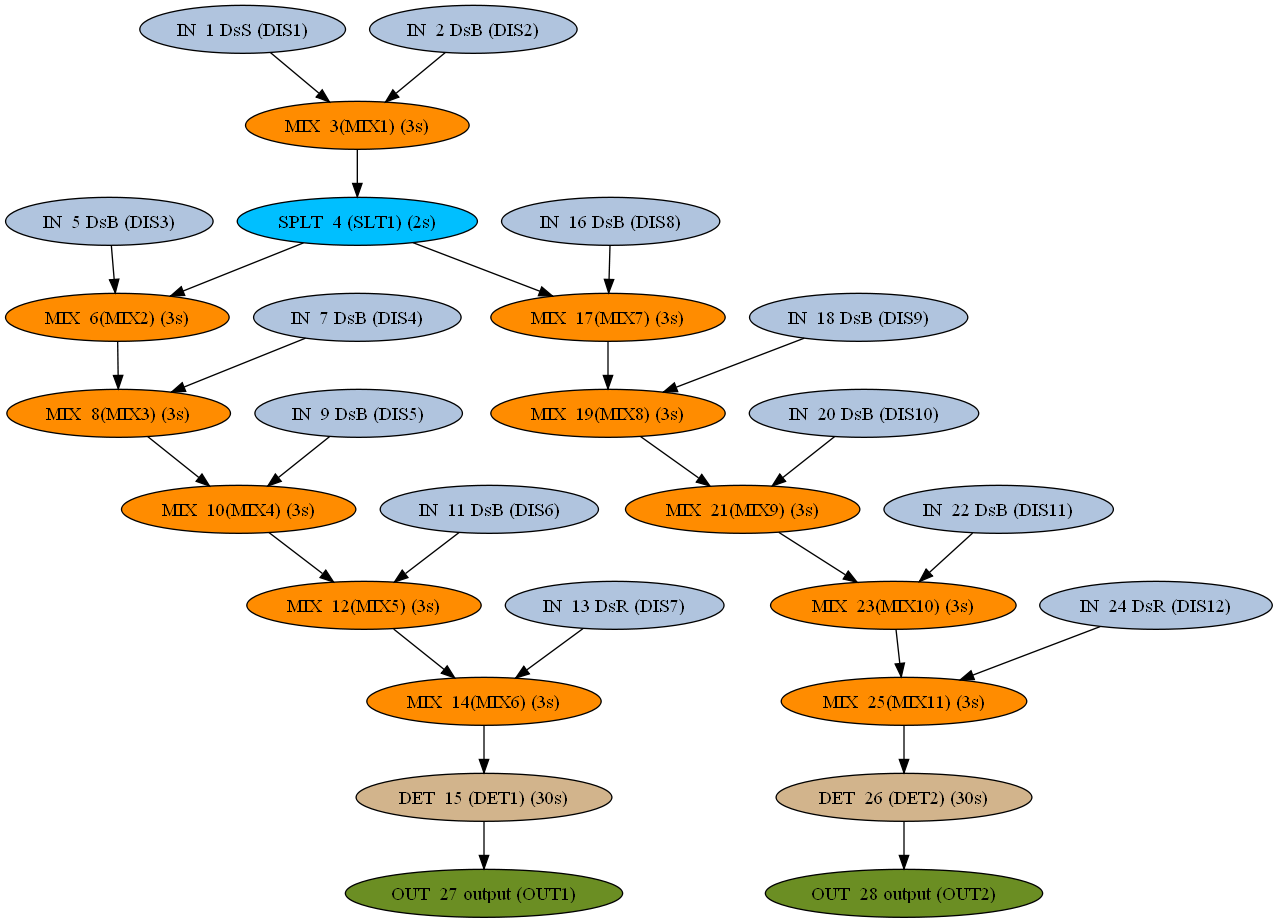 IN 1 DsS (DIS1)
IN 2 DsB (DIS2)
MIX 3(MIX1) (3s)
IN 5 DsB (DIS3)
SPLT 4 (SLT1) (2s)
IN 16 DsB (DIS8)
MIX 6(MIX2) (3s)
IN 7 DsB (DIS4)
MIX 17(MIX7) (3s)
IN 18 DsB (DIS9)
MIX 8(MIX3) (3s)
IN 9 DsB (DIS5)
MIX 19(MIX8) (3s)
IN 20 DsB (DIS10)
MIX 10(MIX4) (3s)
IN 11 DsB (DIS6)
MIX 21(MIX9) (3s)
IN 22 DsB (DIS11)
MIX 12(MIX5) (3s)
IN 13 DsR (DIS7)
MIX 23(MIX10) (3s)
IN 24 DsR (DIS12)
MIX 14(MIX6) (3s)
MIX 25(MIX11) (3s)
DET 15 (DET1) (30s)
DET 26 (DET2) (30s)
OUT 27 output (OUT1)
OUT 28 output (OUT2)